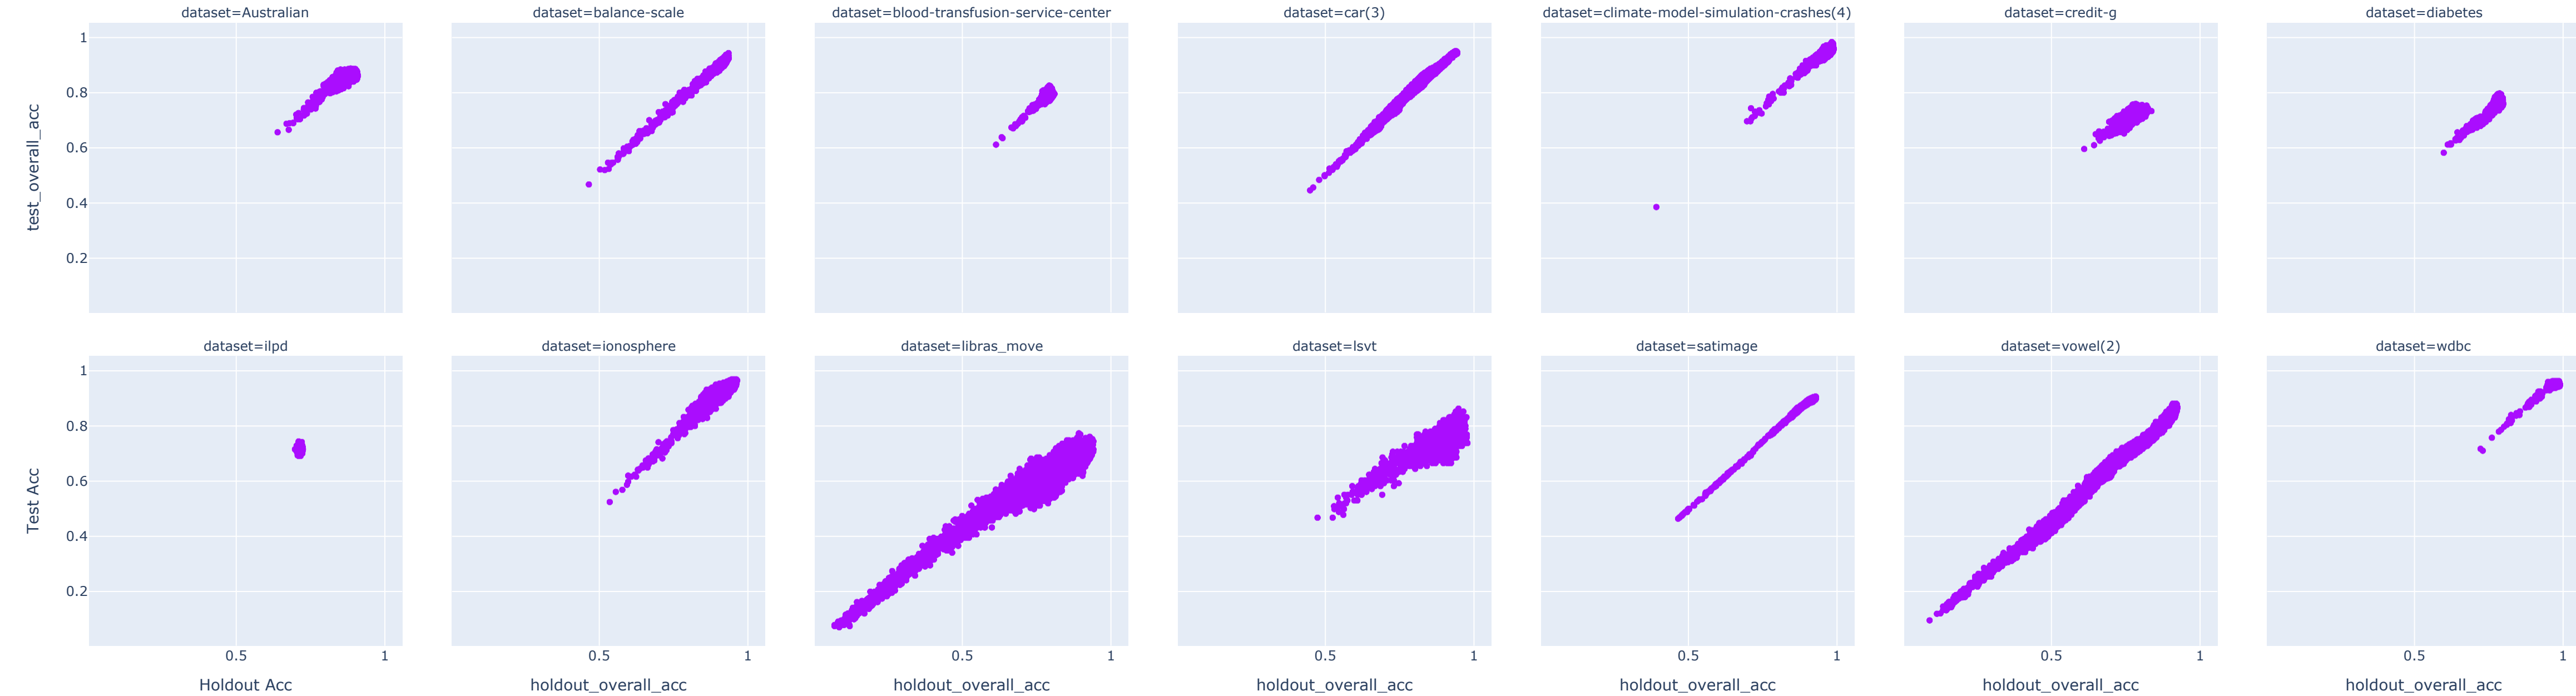 dataset=Australian
dataset=balance-scale
dataset=blood-transfusion-service-center
dataset=car(3)
dataset=climate-model-simulation-crashes(4)
dataset=credit-g
dataset=diabetes
1
0.8
0.6
0.4
0.2
test_overall_acc
dataset=ilpd
dataset=ionosphere
dataset=libras_move
dataset=lsvt
dataset=satimage
dataset=vowel(2)
dataset=wdbc
1
0.8
0.6
0.4
0.2
Test Acc
0.5 1
0.5 1
0.5 1
0.5 1
0.5 1
0.5 1
0.5 1
Holdout Acc
holdout_overall_acc
holdout_overall_acc
holdout_overall_acc
holdout_overall_acc
holdout_overall_acc
holdout_overall_acc